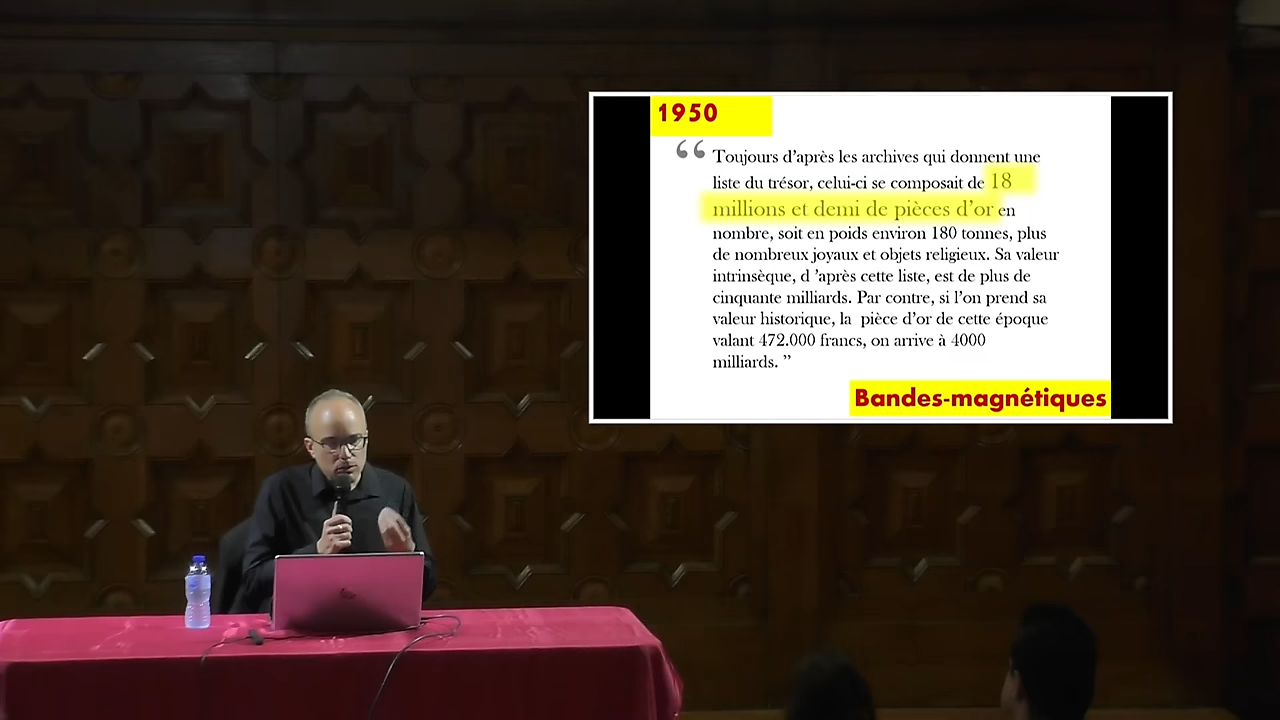 1950
“ Toujours d’après les archives qui donnent une
liste du trésor, celui-ci se composait de 18
millions et demi de pièces d’or en
nombre, soit en poids environ 180 tonnes, plus
de nombreux joyaux et objets religieux. Sa valeur
intrinsèque, d ’après cette liste, est de plus de
cinquante milliards. Par contre, si l’on prend sa
valeur historique, la  pièce d’or de cette époque
valant 472.000 francs, on arrive à 4000
milliards. ”
Bandes-magnétiques